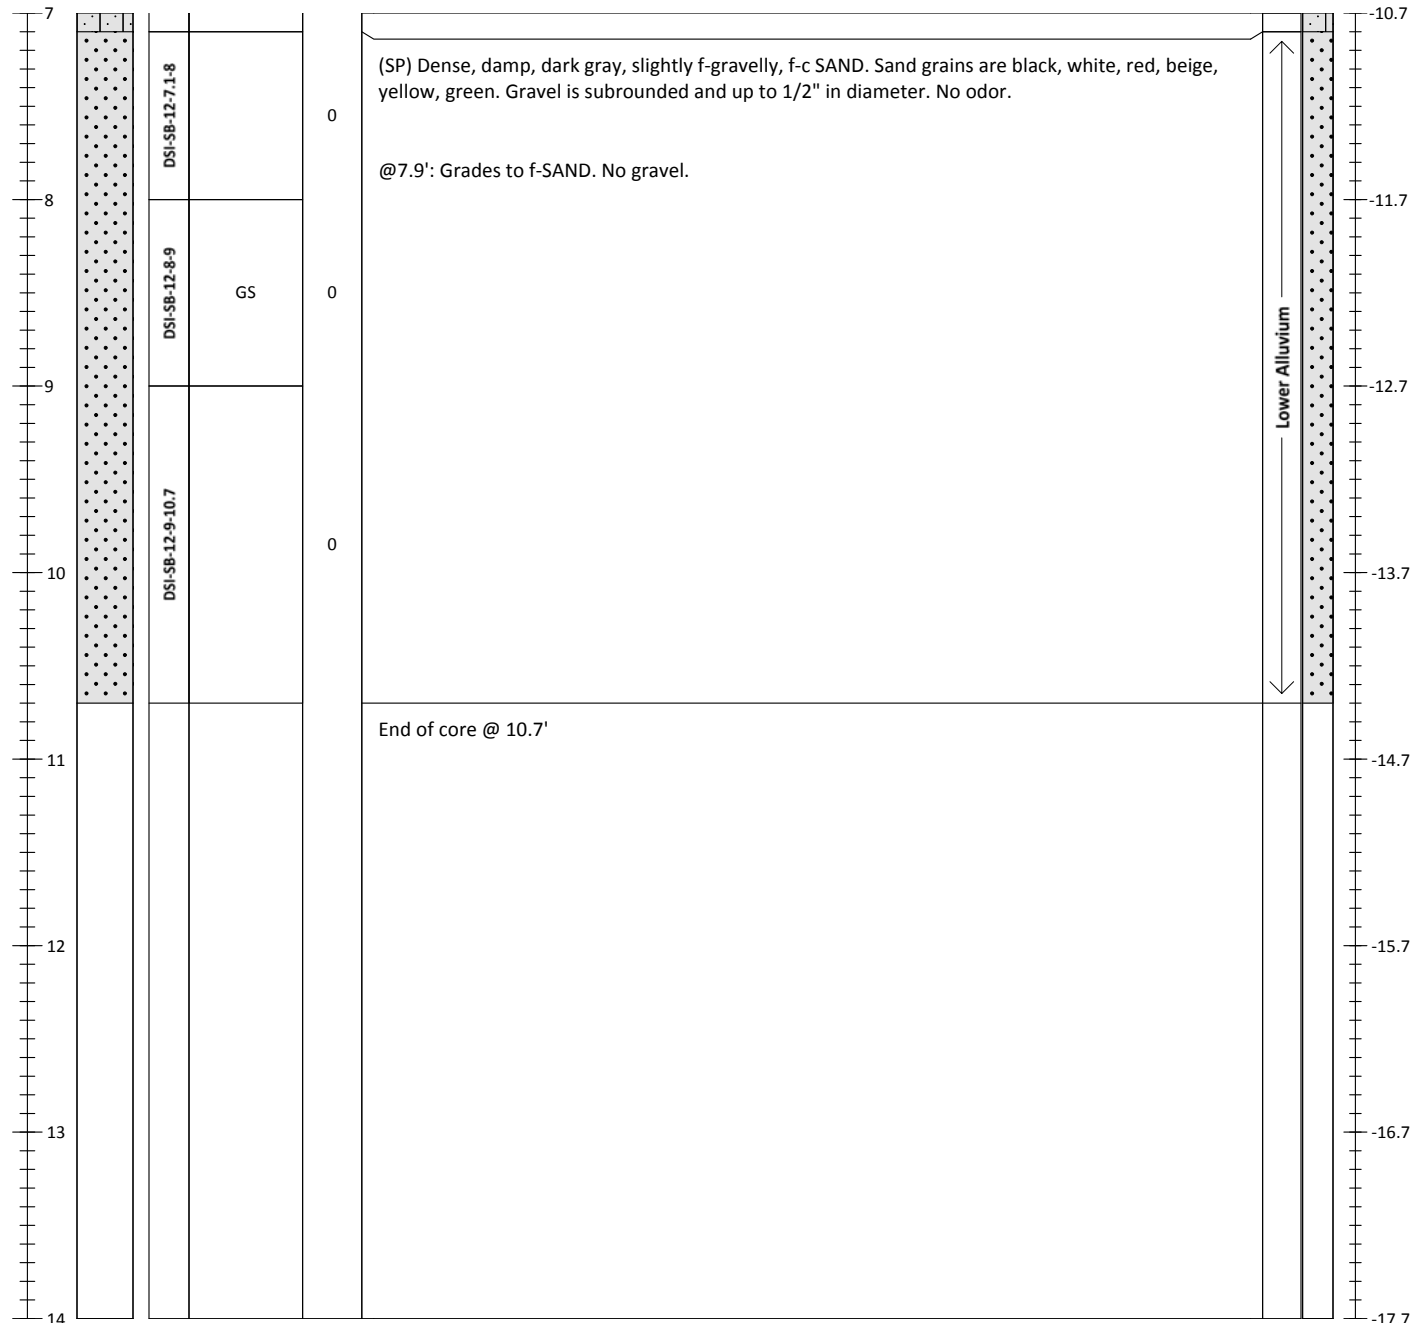 7
-10.7
(SP) Dense, damp, dark gray, slightly f-gravelly, f-c SAND. Sand grains are black, white, red, beige,
yellow, green. Gravel is subrounded and up to 1/2" in diameter. No odor.
DSI-SB-12-7.1-8
0
@7.9': Grades to f-SAND. No gravel.
8
-11.7
DSI-SB-12-8-9
GS
0
Lower Alluvium
9
-12.7
DSI-SB-12-9-10.7
0
10
-13.7
End of core @ 10.7'
11
-14.7
12
-15.7
13
-16.7
14
-17.7